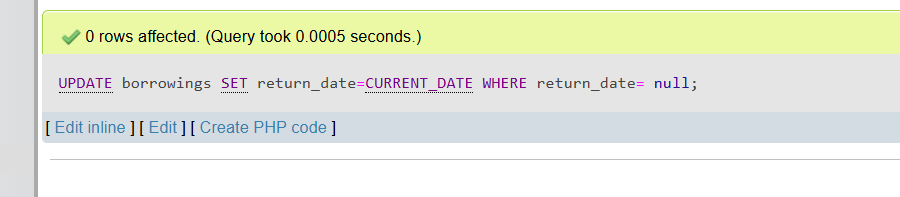 0 rows affected. (Query took 0.0005 seconds.)
UPDATE borrowings SET return_date=CURRENT_DATE WHERE return_date= null;
[ Edit inline ] [ Edit ] [ Create PHP code ]